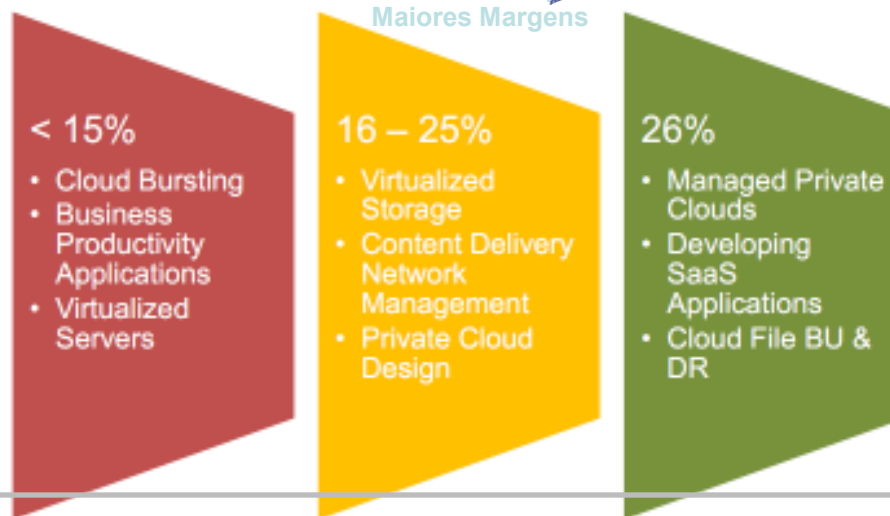 Maiores Margens
< 15%
• Cloud Bursting
• Business
Productivity
Applications
• Virtualized
Servers
16 – 25%
• Virtualized
Storage
• Content Delivery
Network
Management
• Private Cloud
Design
26%
• Managed Private
Clouds
• Developing
SaaS
Applications
• Cloud File BU &
DR